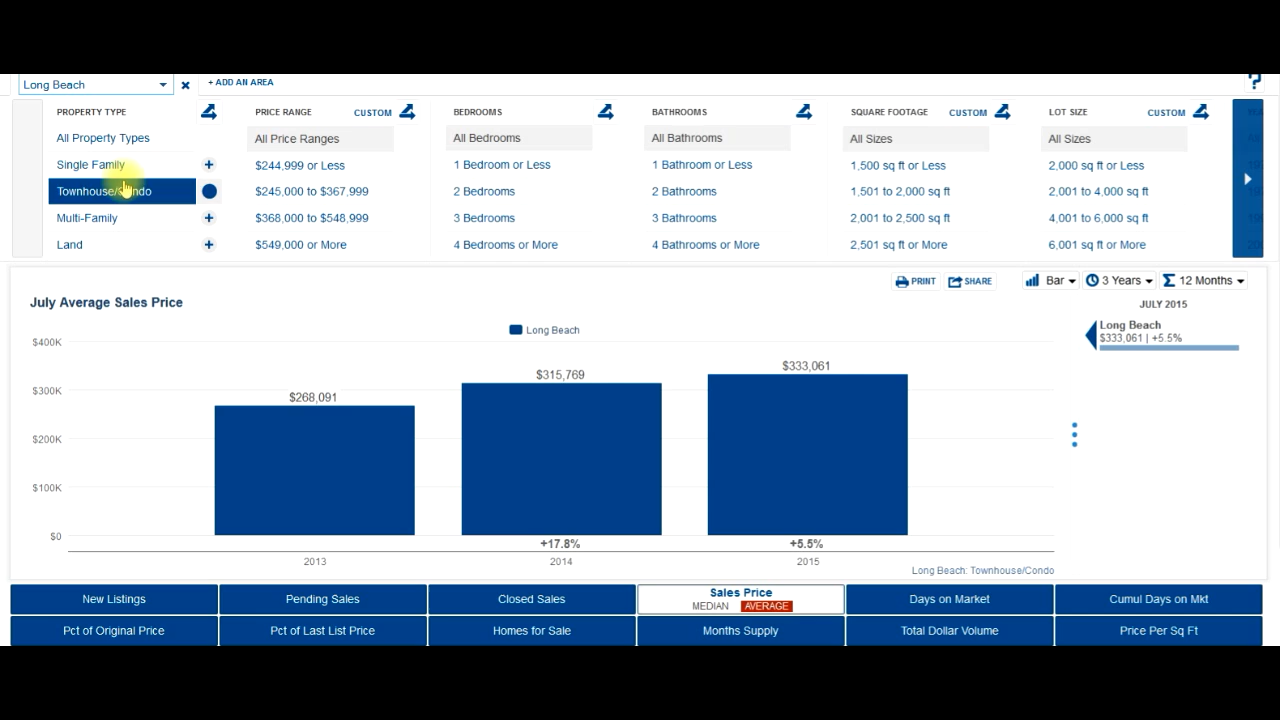 Long Beach
+ ADD AN AREA
?
PROPERTY TYPE
All Property Types
Single Family
Townhouse/Condo
Multi-Family
Land
PRICE RANGE CUSTOM
All Price Ranges
$244,999 or Less
$245,000 to $367,999
$368,000 to $548,999
$549,000 or More
BEDROOMS
All Bedrooms
1 Bedroom or Less
2 Bedrooms
3 Bedrooms
4 Bedrooms or More
BATHROOMS
All Bathrooms
1 Bathroom or Less
2 Bathrooms
3 Bathrooms
4 Bathrooms or More
SQUARE FOOTAGE CUSTOM
All Sizes
1,500 sq ft or Less
1,501 to 2,000 sq ft
2,001 to 2,500 sq ft
2,501 sq ft or More
LOT SIZE CUSTOM
All Sizes
2,000 sq ft or Less
2,001 to 4,000 sq ft
4,001 to 6,000 sq ft
6,001 sq ft or More
PRINT SHARE Bar 3 Years Σ 12 Months
July Average Sales Price
JULY 2015
Long Beach
$333,061 | +5.5%
Long Beach
$400K
$300K
$200K
$100K
$0
$268,091
$315,769
$333,061
+17.8%
+5.5%
2013
2014
2015
Long Beach: Townhouse/Condo
New Listings
Pending Sales
Closed Sales
Sales Price
MEDIAN AVERAGE
Days on Market
Cumul Days on Mkt
Pct of Original Price
Pct of Last List Price
Homes for Sale
Months Supply
Total Dollar Volume
Price Per Sq Ft